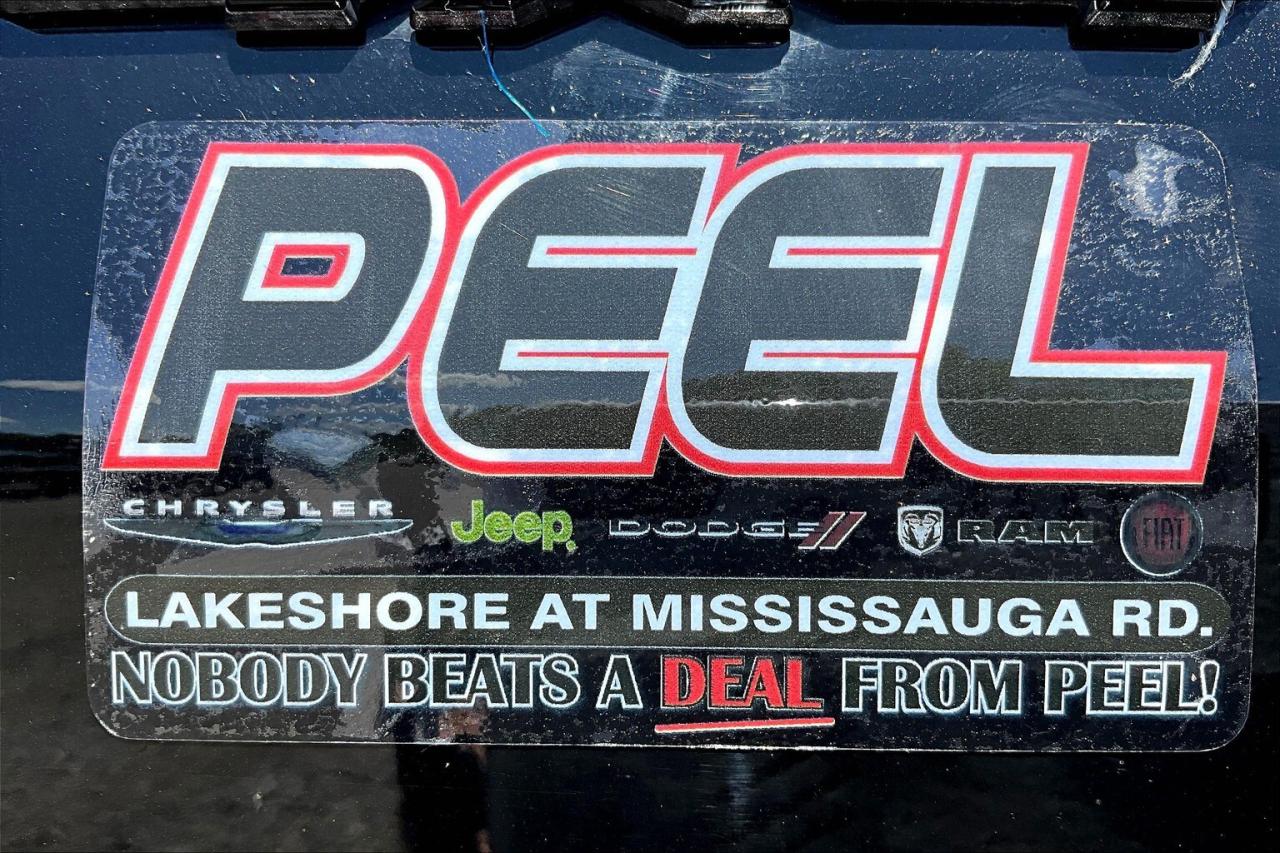 PEEL
CHRYSLER Jeep DODGE RAM FIAT
LAKESHORE AT MISSISSAUGA RD.
NOBODY BEATS A DEAL FROM PEEL!